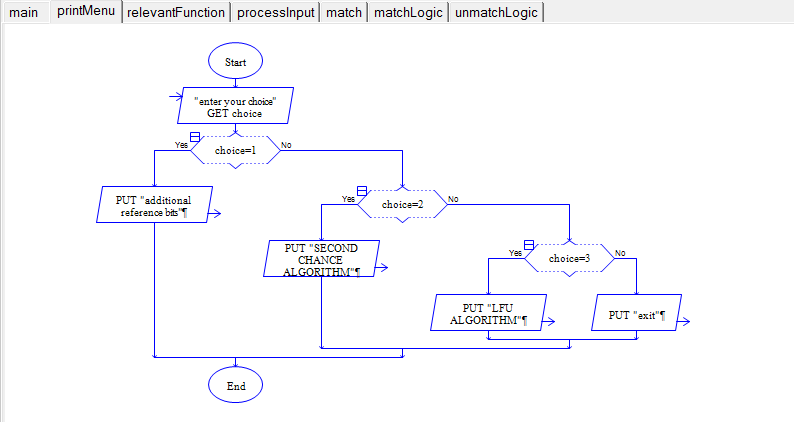 main printMenu relevantFunction processInput match matchLogic unmatchLogic
Start
"enter your choice"
GET choice
Yes choice=1 No
PUT "additional
reference bits"¶
Yes choice=2 No
PUT "SECOND
CHANCE
ALGORITHM"¶
Yes choice=3 No
PUT "LFU
ALGORITHM"¶
PUT "exit"¶
End